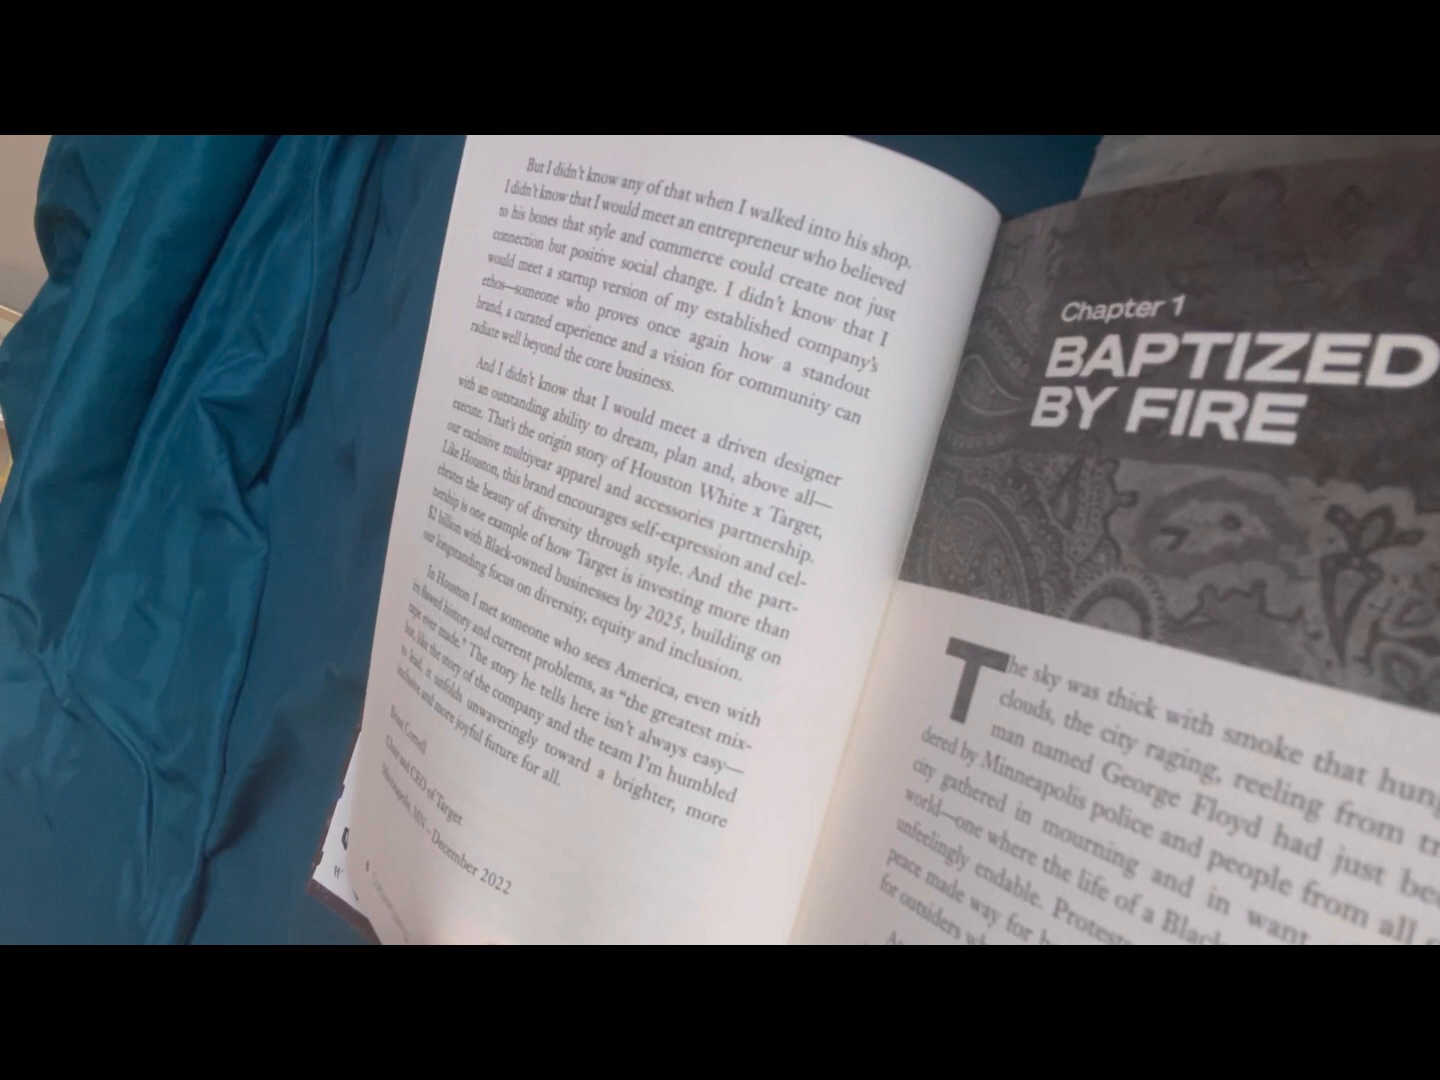 But I didn't know any of that when I walked into his shop.
I didn't know that I would meet an entrepreneur who believed
to his bones that style and commerce could create not just
connection but positive social change. I didn't know that I
would meet a startup version of my established company's
ethos—someone who proves once again how a standout
brand, a curated experience and a vision for community can
radiate well beyond the core business.
And I didn't know that I would meet a driven designer
with an outstanding ability to dream, plan and, above all—
execute. That's the origin story of Houston White x Target,
our exclusive multiyear apparel and accessories partnership.
Like Houston, this brand encourages self-expression and cel-
ebrates the beauty of diversity through style. And the part-
nership is one example of how Target is investing more than
$2 billion with Black-owned businesses by 2025, building on
our longstanding focus on diversity, equity and inclusion.
In Houston I met someone who sees America, even with
its flawed history and current problems, as "the greatest mix-
tape ever made." The story he tells here isn't always easy—
but, like the story of the company and the team I'm humbled
to lead, it unfolds unwaveringly toward a brighter, more
inclusive and more joyful future for all.
Brian Cornell
Chair and CEO of Target
Minneapolis, MN – December 2022
Chapter 1
BAPTIZED
BY FIRE
The sky was thick with smoke that hung
clouds, the city raging, reeling from
man named George Floyd had just
dered by Minneapolis police and people from all
city gathered in mourning and in want
world—one where the life of a Black
unfeelingly endable.
peace made way for
for outsiders